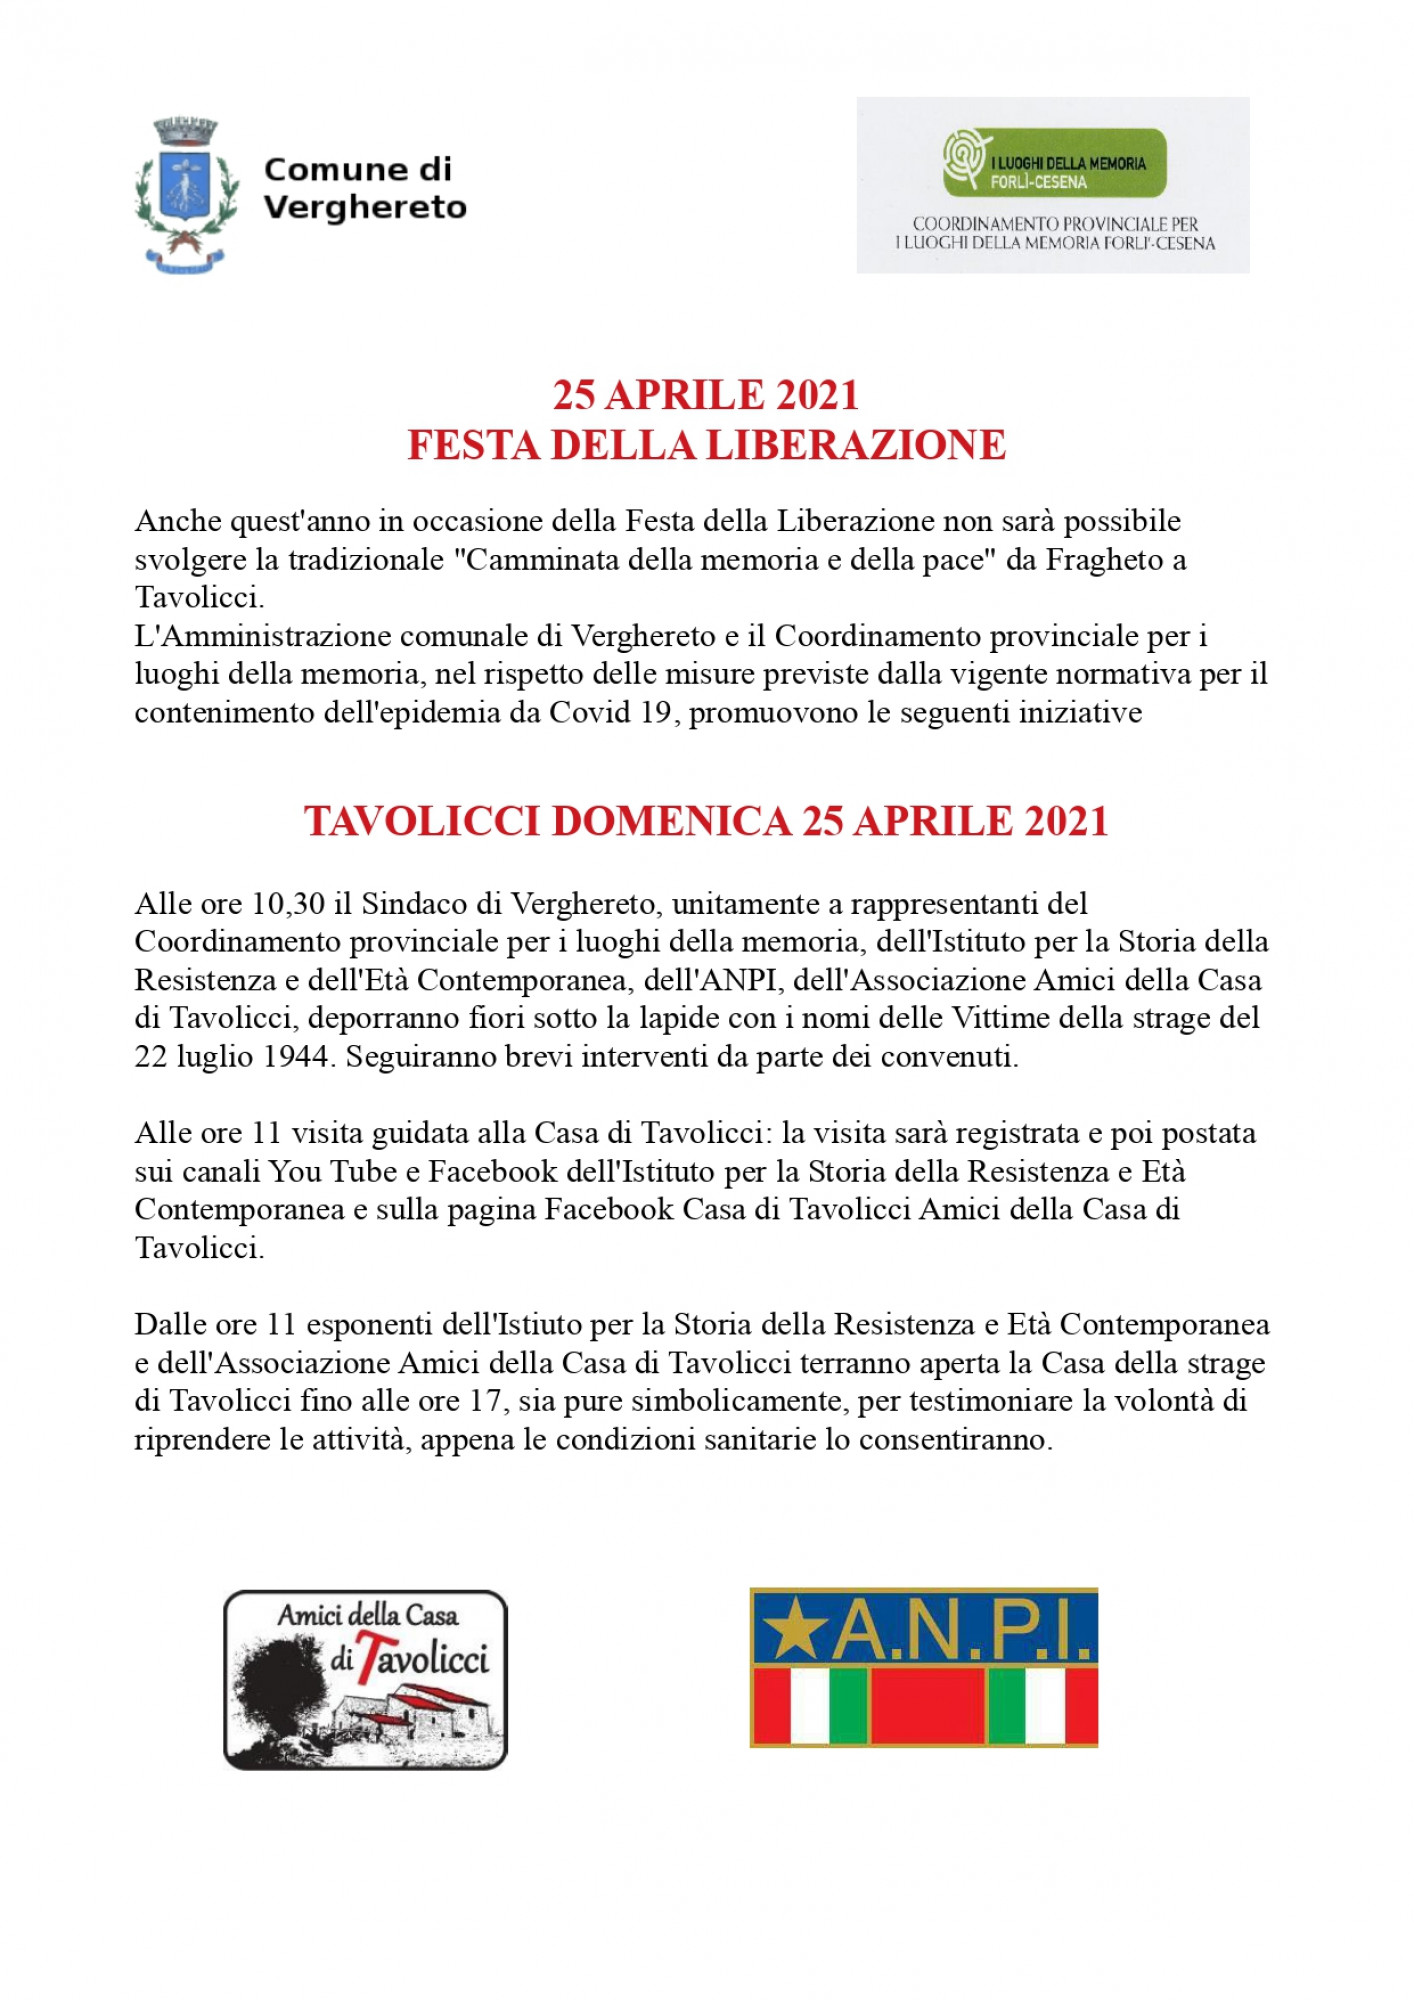 Comune di
Verghereto
I LUOGHI DELLA MEMORIA
FORLÌ-CESENA
COORDINAMENTO PROVINCIALE PER
I LUOGHI DELLA MEMORIA FORLI'-CESENA
25 APRILE 2021
FESTA DELLA LIBERAZIONE
Anche quest'anno in occasione della Festa della Liberazione non sarà possibile
svolgere la tradizionale "Camminata della memoria e della pace" da Fragheto a
Tavolicci.
L'Amministrazione comunale di Verghereto e il Coordinamento provinciale per i
luoghi della memoria, nel rispetto delle misure previste dalla vigente normativa per il
contenimento dell'epidemia da Covid 19, promuovono le seguenti iniziative
TAVOLICCI DOMENICA 25 APRILE 2021
Alle ore 10,30 il Sindaco di Verghereto, unitamente a rappresentanti del
Coordinamento provinciale per i luoghi della memoria, dell'Istituto per la Storia della
Resistenza e dell'Età Contemporanea, dell'ANPI, dell'Associazione Amici della Casa
di Tavolicci, deporranno fiori sotto la lapide con i nomi delle Vittime della strage del
22 luglio 1944. Seguiranno brevi interventi da parte dei convenuti.
Alle ore 11 visita guidata alla Casa di Tavolicci: la visita sarà registrata e poi postata
sui canali You Tube e Facebook dell'Istituto per la Storia della Resistenza e Età
Contemporanea e sulla pagina Facebook Casa di Tavolicci Amici della Casa di
Tavolicci.
Dalle ore 11 esponenti dell'Istiuto per la Storia della Resistenza e Età Contemporanea
e dell'Associazione Amici della Casa di Tavolicci terranno aperta la Casa della strage
di Tavolicci fino alle ore 17, sia pure simbolicamente, per testimoniare la volontà di
riprendere le attività, appena le condizioni sanitarie lo consentiranno.
Amici della Casa
di Tavolicci
A.N.P.I.